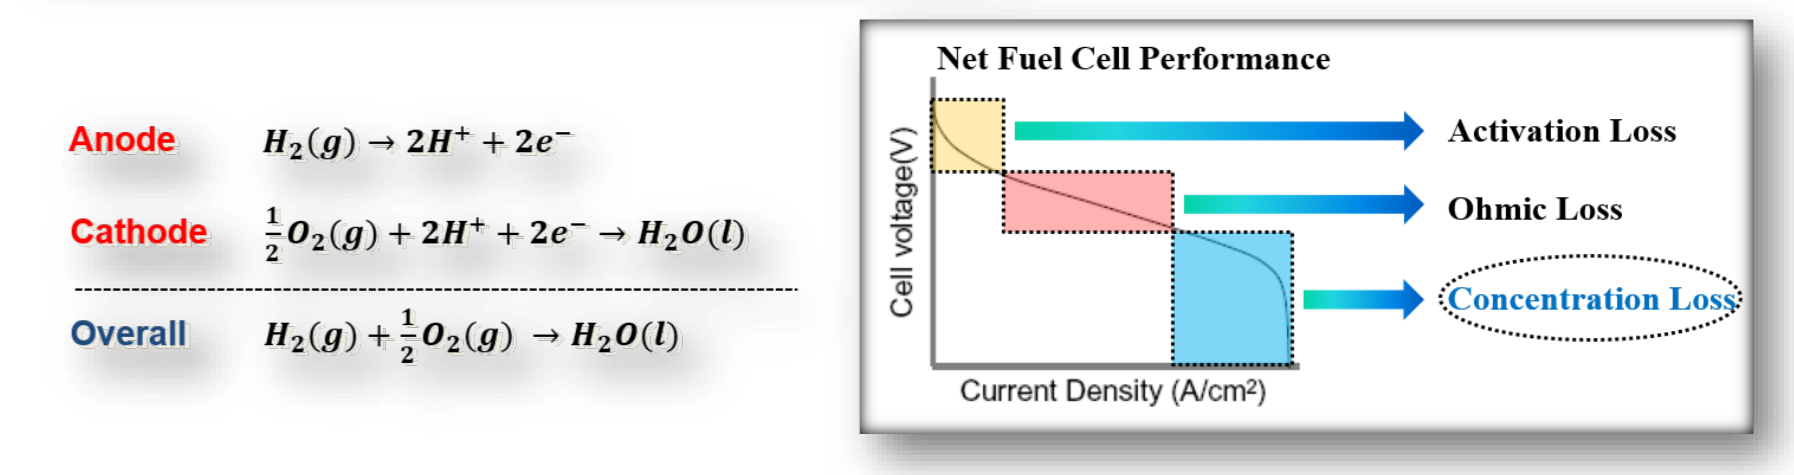 Anode H₂(g) → 2H⁺ + 2e⁻
Cathode ½O₂(g) + 2H⁺ + 2e⁻ → H₂O(l)
Overall H₂(g) + ½O₂(g) → H₂O(l)
Net Fuel Cell Performance
Cell voltage(V)
Current Density (A/cm²)
Activation Loss
Ohmic Loss
Concentration Loss